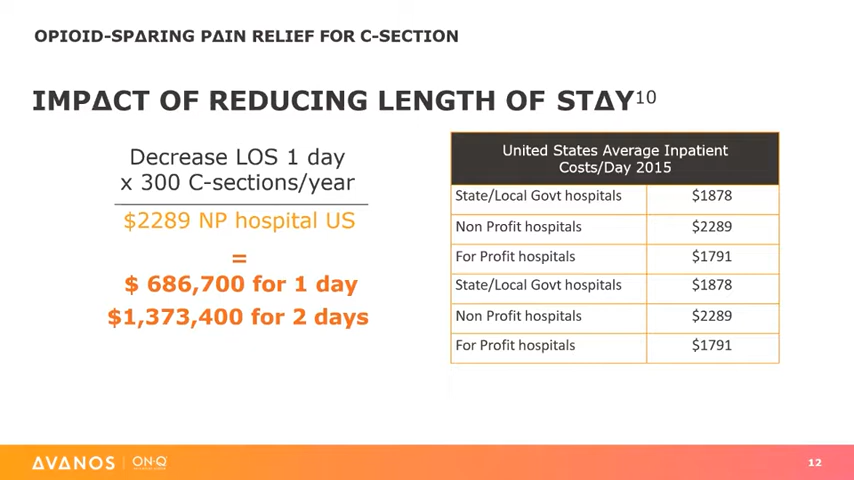 OPIOID-SPΔRING PΔIN RELIEF FOR C-SECTION
IMPΔCT OF REDUCING LENGTH OF STΔY10
Decrease LOS 1 day
x 300 C-sections/year
$2289 NP hospital US
=
$ 686,700 for 1 day
$1,373,400 for 2 days
United States Average Inpatient
Costs/Day 2015
State/Local Govt hospitals $1878
Non Profit hospitals $2289
For Profit hospitals $1791
State/Local Govt hospitals $1878
Non Profit hospitals $2289
For Profit hospitals $1791
ΔVΔNOS | ON-Q
12